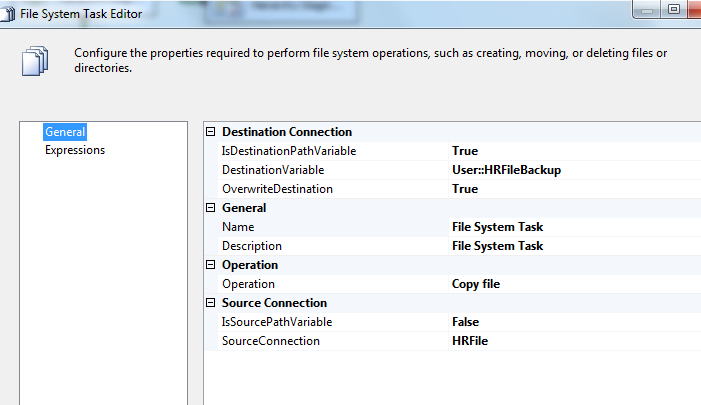 File System Task Editor
Configure the properties required to perform file system operations, such as creating, moving, or deleting files or
directories.
General
Expressions
Destination Connection
IsDestinationPathVariable True
DestinationVariable User::HRFileBackup
OverwriteDestination True
General
Name File System Task
Description File System Task
Operation
Operation Copy file
Source Connection
IsSourcePathVariable False
SourceConnection HRFile